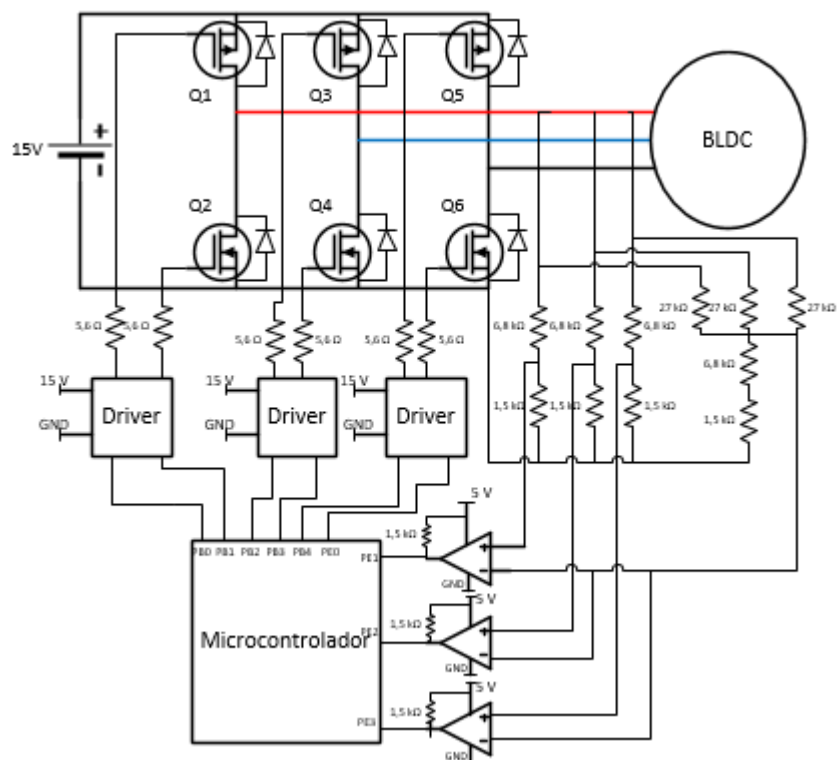 Q1
Q3
Q5
15V
+
-
BLDC
Q2
Q4
Q6
5,6 Ω
5,6 Ω
5,6 Ω
5,6 Ω
5,6 Ω
5,6 Ω
6,8 kΩ
6,8 kΩ
6,8 kΩ
27 kΩ
27 kΩ
27 kΩ
6,8 kΩ
15 V
15 V
15 V
Driver
Driver
Driver
GND
GND
GND
1,5 kΩ
1,5 kΩ
1,5 kΩ
1,5 kΩ
5 V
1,5 kΩ
PB0
PB1
PB2
PB3
PB4
PE0
PE1
+
-
GND
5 V
1,5 kΩ
Microcontrolador
PE2
+
-
GND
5 V
1,5 kΩ
PE3
+
-
GND